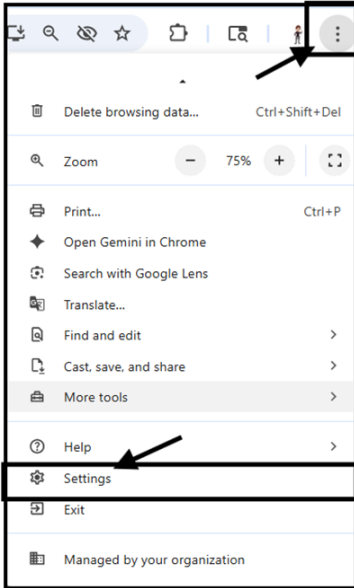 Delete browsing data... Ctrl+Shift+Del
Zoom − 75% +
Print... Ctrl+P
Open Gemini in Chrome
Search with Google Lens
Translate...
Find and edit
Cast, save, and share
More tools
Help
Settings
Exit
Managed by your organization